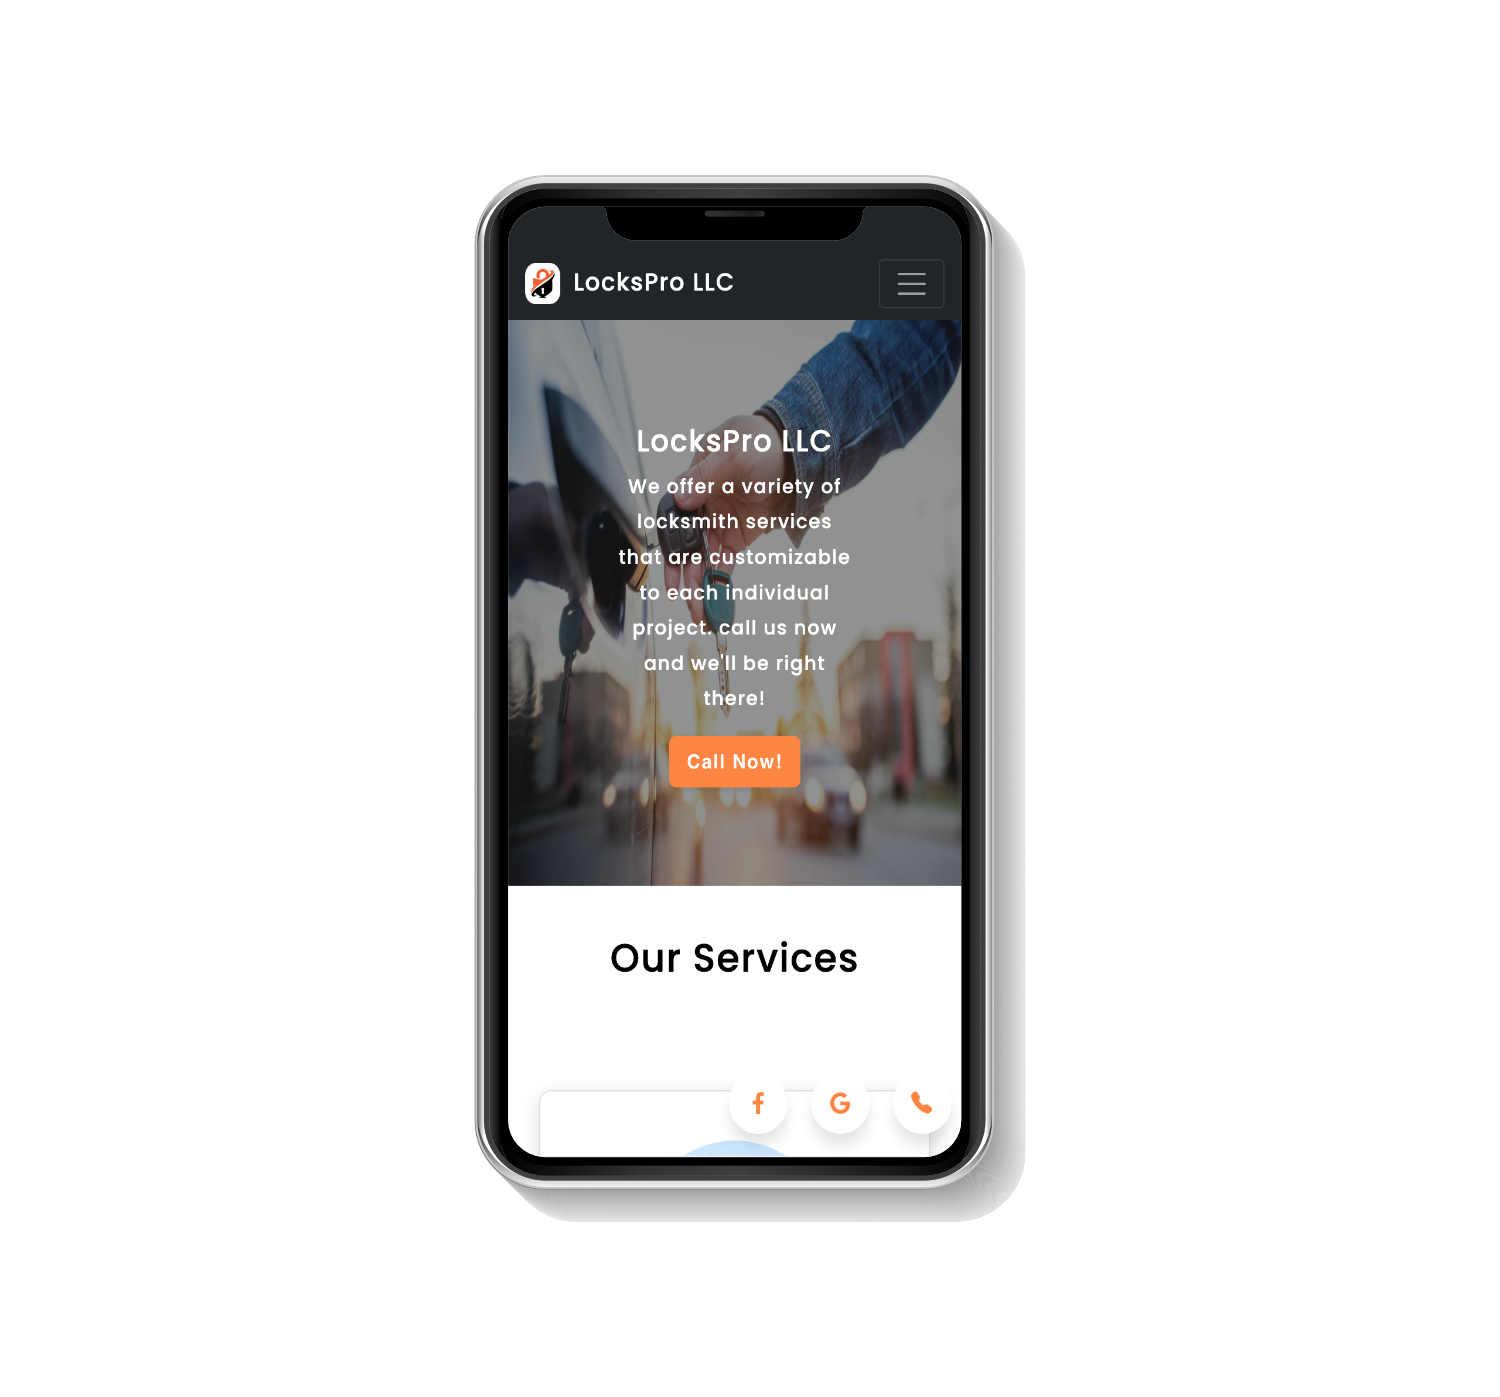 LocksPro LLC
LocksPro LLC
We offer a variety of
locksmith services
that are customizable
to each individual
project. call us now
and we'll be right
there!
Call Now!
Our Services